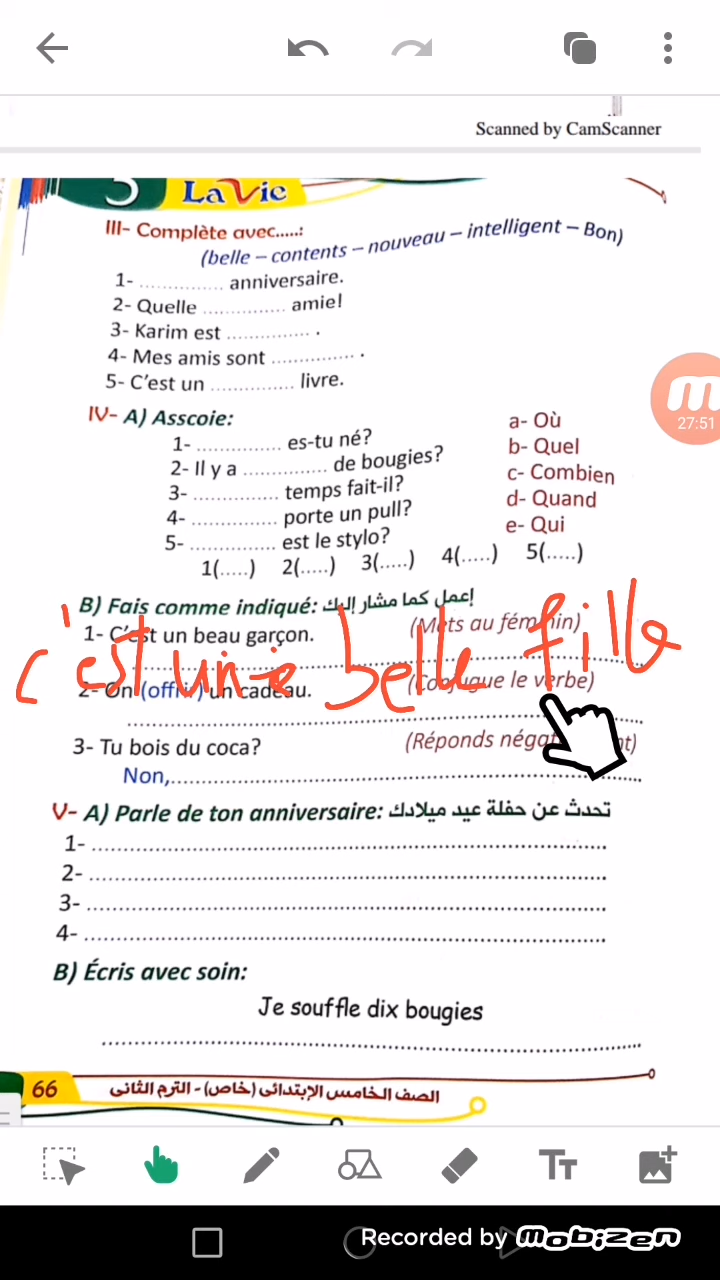 Scanned by CamScanner
La Vie
III- Complète avec.....:
(belle – contents – nouveau – intelligent – Bon)
1- .............. anniversaire.
2- Quelle .............. amie!
3- Karim est .............. .
4- Mes amis sont .............. .
5- C'est un .............. livre.
27:51
IV- A) Asscoie:
1- .............. es-tu né?
a- Où
2- Il y a .............. de bougies?
b- Quel
3- .............. temps fait-il?
c- Combien
4- .............. porte un pull?
d- Quand
5- .............. est le stylo?
e- Qui
1(.....) 2(.....) 3(.....) 4(.....) 5(.....)
B) Fais comme indiqué: إعمل كما مشار إليك
1- C'est un beau garçon. (Mets au féminin)
c'est une belle fille
2- On (offrir) un cadeau. (Conjugue le verbe)
3- Tu bois du coca? (Réponds
Non,..............
V- A) Parle de ton anniversaire: تحدث عن حفلة عيد ميلادك
1- ..............
2- ..............
3- ..............
4- ..............
B) Écris avec soin:
Je souffle dix bougies
66 الصف الخامس الإبتدائى (خاص) - الترم الثانى
Recorded by mobizen